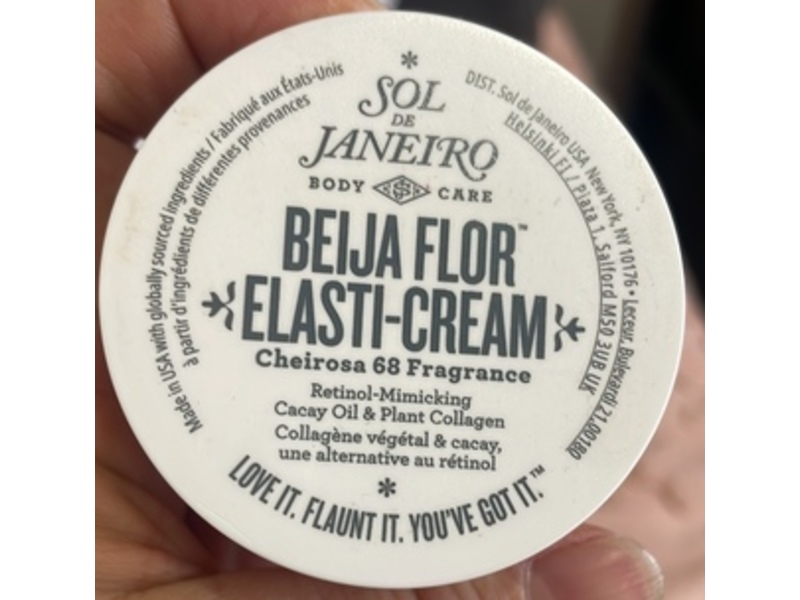 SOL
DE
JANEIRO
BODY CARE
BEIJA FLOR™
ELASTI-CREAM
Cheirosa 68 Fragrance
Retinol-Mimicking
Cacay Oil & Plant Collagen
Collagène végétal & cacay,
une alternative au rétinol
LOVE IT. FLAUNT IT. YOU'VE GOT IT.™
Made in USA with globally sourced ingredients / Fabriqué aux États-Unis
à partir d'ingrédients de différentes provenances
DIST. Sol de Janeiro USA New York, NY 10176 • Leceur, Bulevardi 21,00180
Helsinki FI / Plaza 1, Salford M50 3UB UK